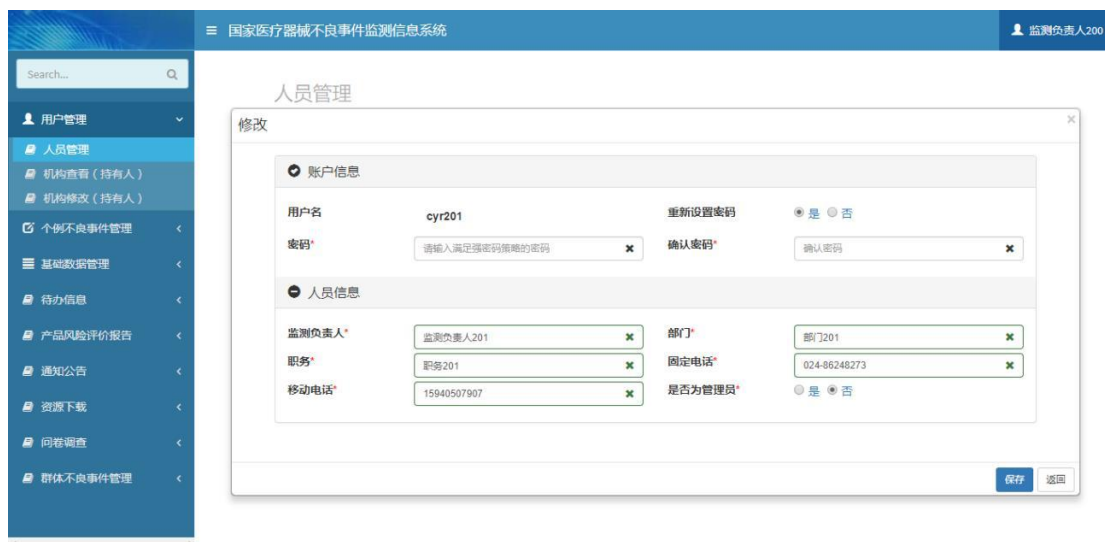 国家医疗器械不良事件监测信息系统
监测负责人200
Search...
用户管理
人员管理
机构查看（持有人）
机构修改（持有人）
个例不良事件管理
基础数据管理
待办信息
产品风险评价报告
通知公告
资源下载
问卷调查
群体不良事件管理
人员管理
修改
×
账户信息
用户名 cyr201 重新设置密码 是 否
密码* 请输入满足强密码策略的密码 确认密码* 确认密码
人员信息
监测负责人* 监测负责人201 部门* 部门201
职务* 职务201 固定电话* 024-86248273
移动电话* 15940507907 是否为管理员* 是 否
保存 返回